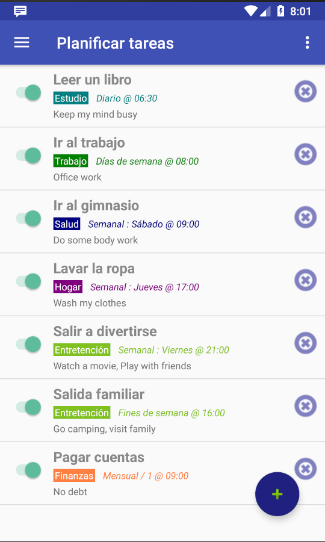 8:01
Planificar tareas
Leer un libro
Estudio Diario @ 06:30
Keep my mind busy
Ir al trabajo
Trabajo Días de semana @ 08:00
Office work
Ir al gimnasio
Salud Semanal : Sábado @ 09:00
Do some body work
Lavar la ropa
Hogar Semanal : Jueves @ 17:00
Wash my clothes
Salir a divertirse
Entretención Semanal : Viernes @ 21:00
Watch a movie, Play with friends
Salida familiar
Entretención Fines de semana @ 16:00
Go camping, visit family
Pagar cuentas
Finanzas Mensual / 1 @ 09:00
No debt
+